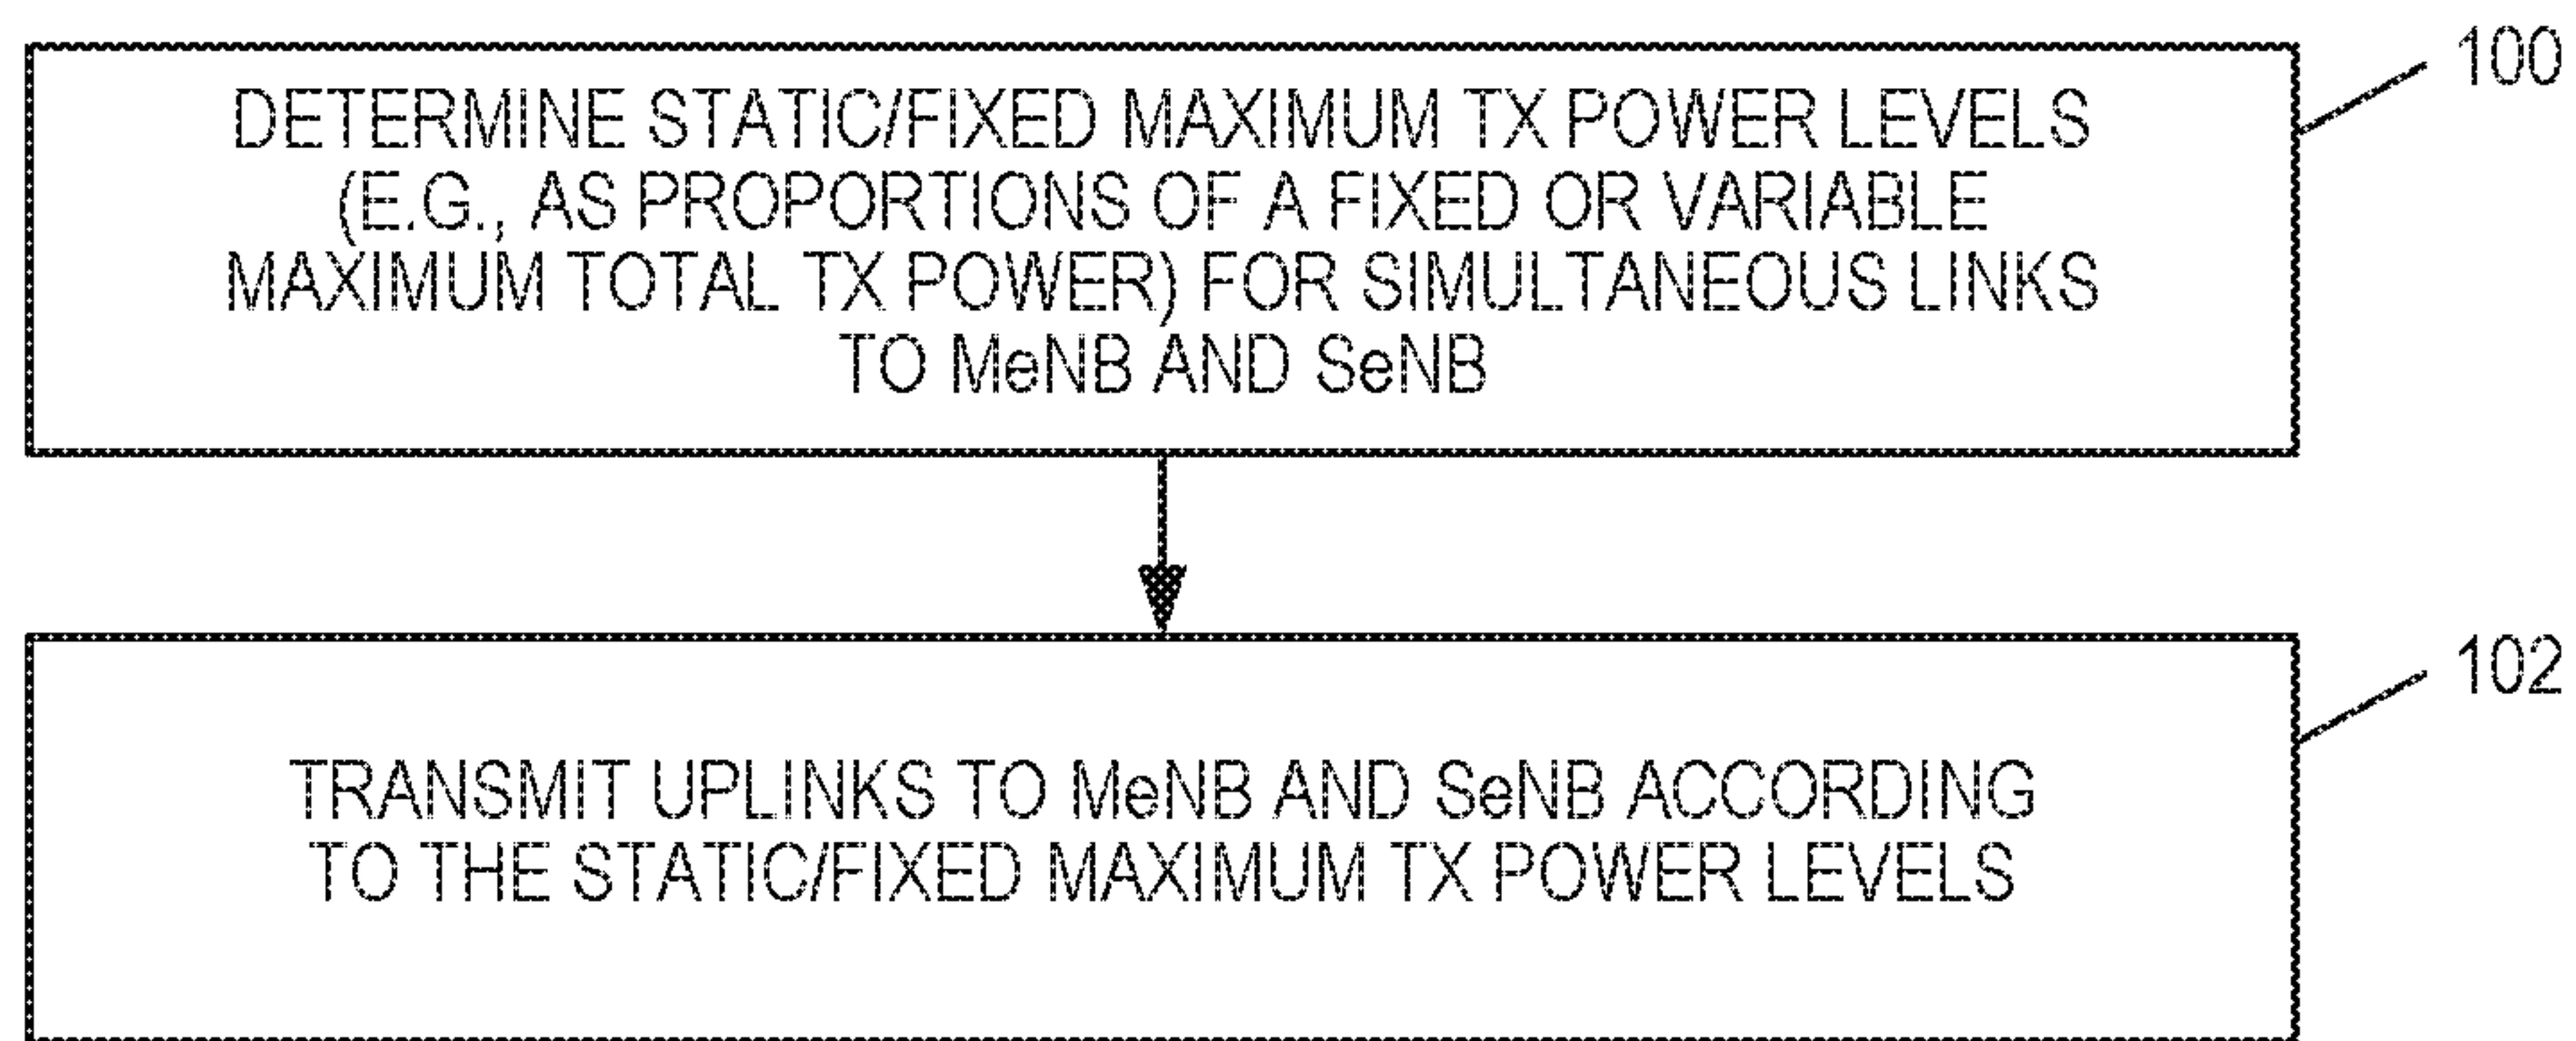 100
DETERMINE STATIC/FIXED MAXIMUM TX POWER LEVELS
(E.G., AS PROPORTIONS OF A FIXED OR VARIABLE
MAXIMUM TOTAL TX POWER) FOR SIMULTANEOUS LINKS
TO MeNB AND SeNB
102
TRANSMIT UPLINKS TO MeNB AND SeNB ACCORDING
TO THE STATIC/FIXED MAXIMUM TX POWER LEVELS